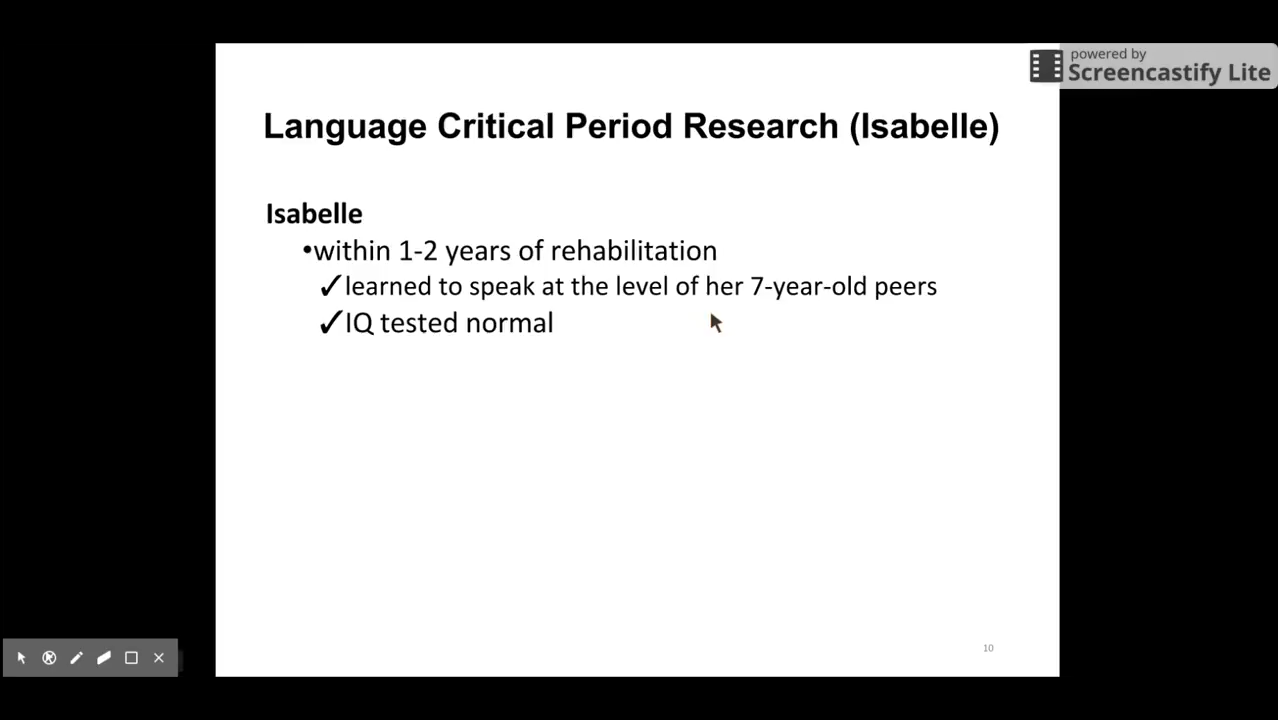 powered by
Screencastify Lite
Language Critical Period Research (Isabelle)
Isabelle
•within 1-2 years of rehabilitation
✓learned to speak at the level of her 7-year-old peers
✓IQ tested normal
10